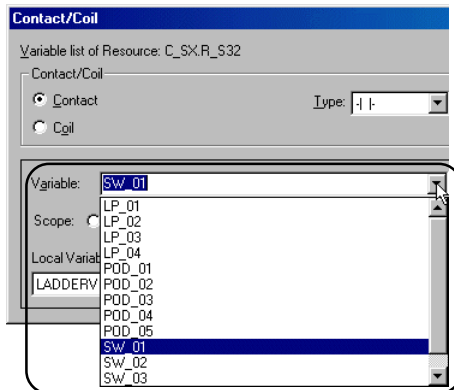 Contact/Coil
Variable list of Resource: C_SX.R_S32
Contact/Coil
Contact
Type: -| |-
Coil
Variable: SW_01
LP_01
Scope: LP_02
LP_03
Local Variab LP_04
POD_01
LADDERV POD_02
POD_03
POD_04
POD_05
SW_01
SW_02
SW_03